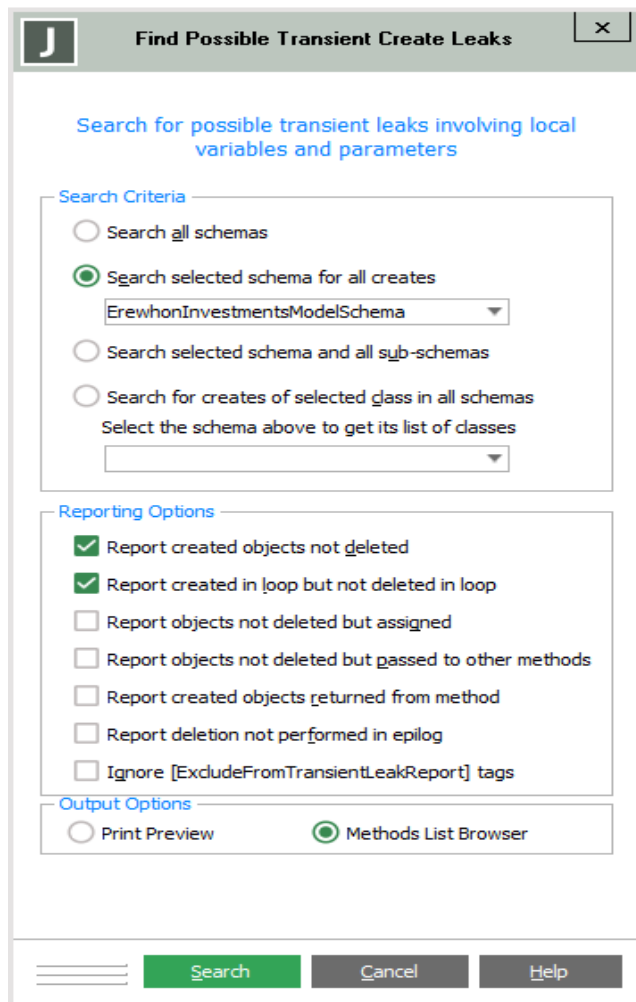 J
Find Possible Transient Create Leaks
×
Search for possible transient leaks involving local
variables and parameters
Search Criteria
Search all schemas
Search selected schema for all creates
ErewhonInvestmentsModelSchema
Search selected schema and all sub-schemas
Search for creates of selected class in all schemas
Select the schema above to get its list of classes
Reporting Options
Report created objects not deleted
Report created in loop but not deleted in loop
Report objects not deleted but assigned
Report objects not deleted but passed to other methods
Report created objects returned from method
Report deletion not performed in epilog
Ignore [ExcludeFromTransientLeakReport] tags
Output Options
Print Preview
Methods List Browser
Search
Cancel
Help